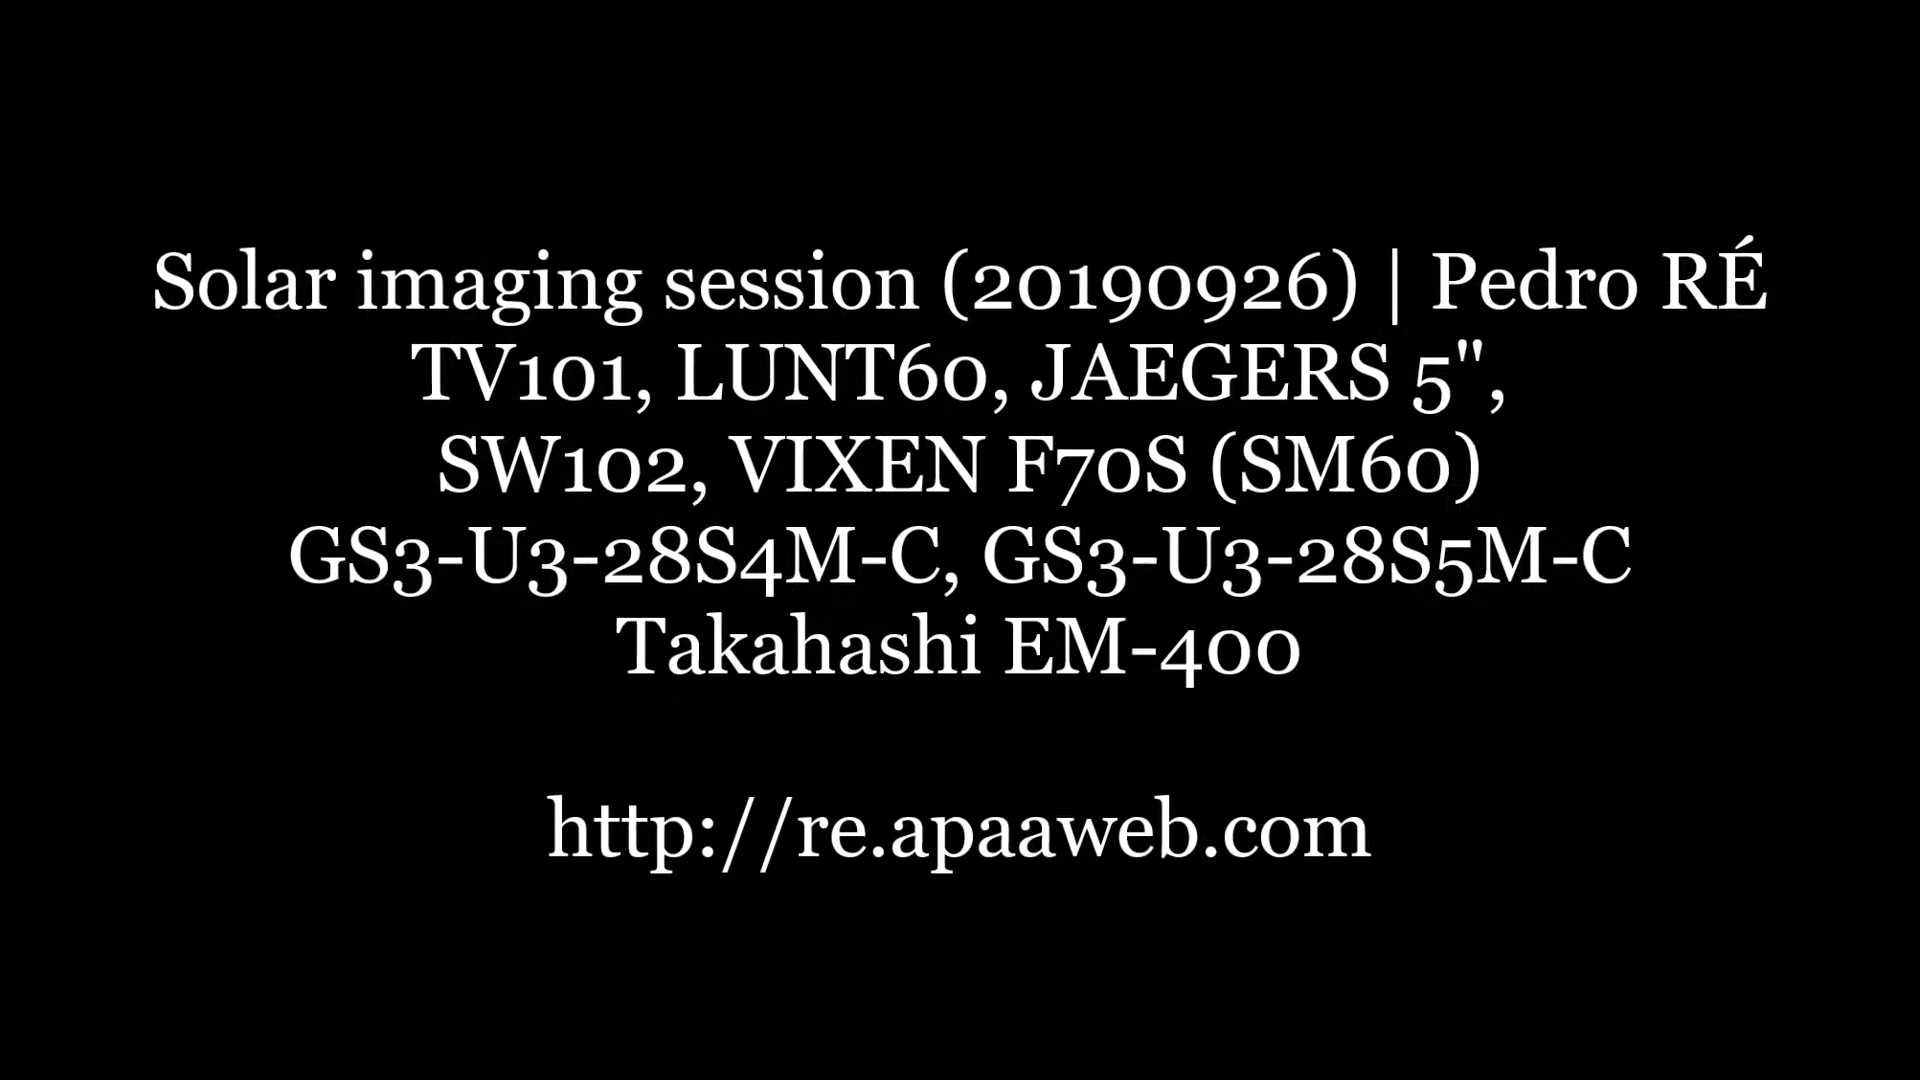 Solar imaging session (20190926) | Pedro RÉ
TV101, LUNT60, JAEGERS 5",
SW102, VIXEN F70S (SM60)
GS3-U3-28S4M-C, GS3-U3-28S5M-C
Takahashi EM-400
http://re.apaaweb.com